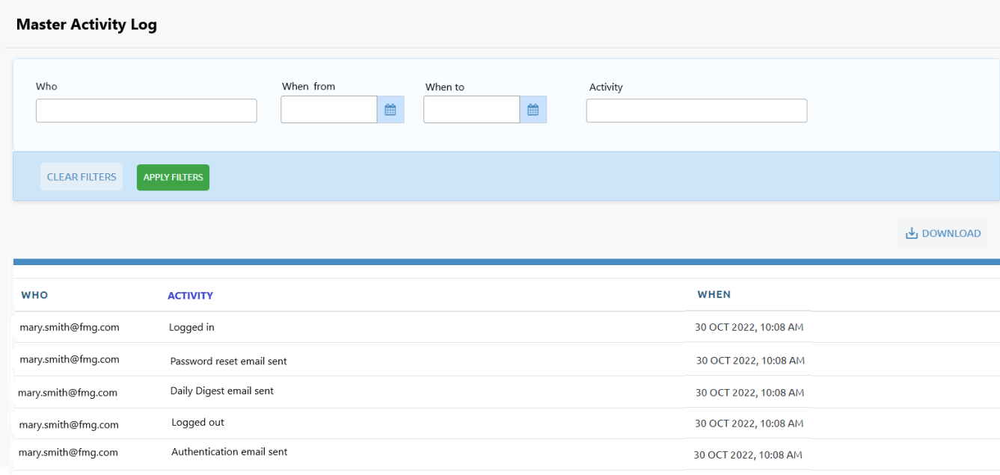 Master Activity Log
Who When from When to Activity
CLEAR FILTERS APPLY FILTERS
DOWNLOAD
WHO ACTIVITY WHEN
mary.smith@fmg.com Logged in 30 OCT 2022, 10:08 AM
mary.smith@fmg.com Password reset email sent 30 OCT 2022, 10:08 AM
mary.smith@fmg.com Daily Digest email sent 30 OCT 2022, 10:08 AM
mary.smith@fmg.com Logged out 30 OCT 2022, 10:08 AM
mary.smith@fmg.com Authentication email sent 30 OCT 2022, 10:08 AM